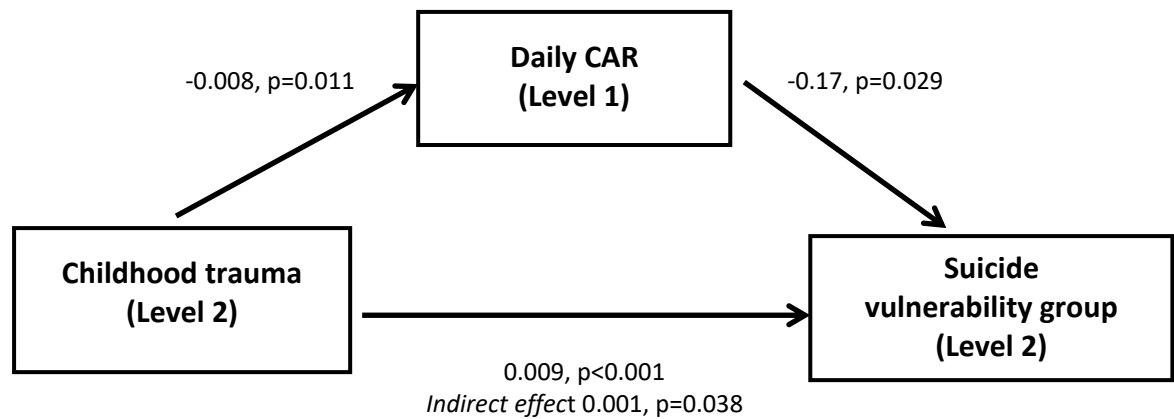 Daily CAR
(Level 1)
-0.008, p=0.011
-0.17, p=0.029
Childhood trauma
(Level 2)
Suicide
vulnerability group
(Level 2)
0.009, p<0.001
Indirect effect 0.001, p=0.038